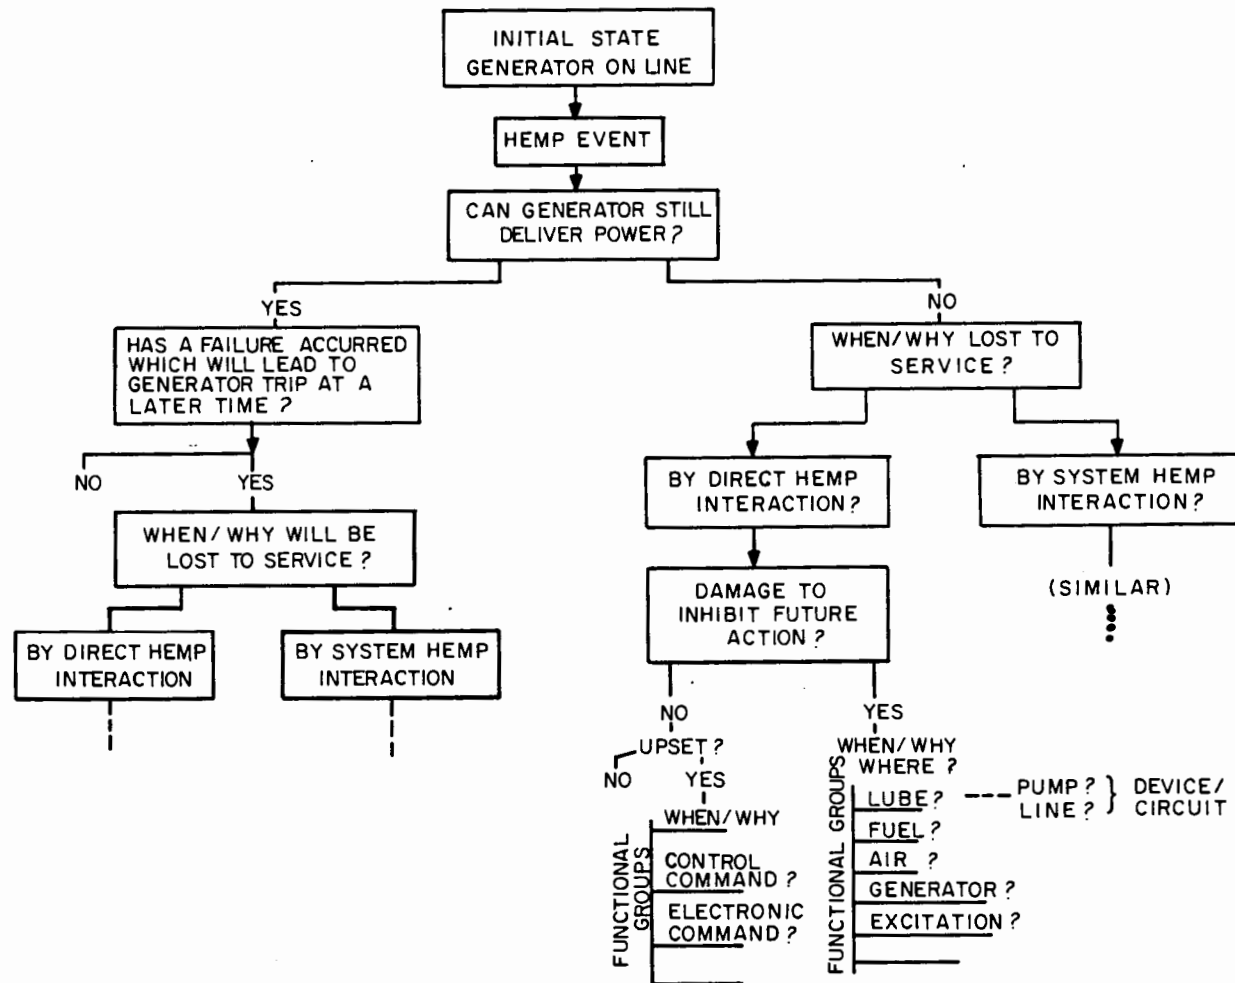 INITIAL STATE
GENERATOR ON LINE
HEMP EVENT
CAN GENERATOR STILL
DELIVER POWER?
YES
NO
HAS A FAILURE ACCURRED
WHICH WILL LEAD TO
GENERATOR TRIP AT A
LATER TIME?
WHEN/WHY LOST TO
SERVICE?
NO
YES
BY DIRECT HEMP
INTERACTION?
BY SYSTEM HEMP
INTERACTION?
WHEN/WHY WILL BE
LOST TO SERVICE?
DAMAGE TO
INHIBIT FUTURE
ACTION?
(SIMILAR)
BY DIRECT HEMP
INTERACTION
BY SYSTEM HEMP
INTERACTION
NO
YES
UPSET?
NO
YES
WHEN/WHY
WHERE?
FUNCTIONAL
GROUPS
WHEN/WHY
CONTROL
COMMAND?
ELECTRONIC
COMMAND?
FUNCTIONAL GROUPS
LUBE?
FUEL?
AIR?
GENERATOR?
EXCITATION?
PUMP?
LINE?
DEVICE/
CIRCUIT